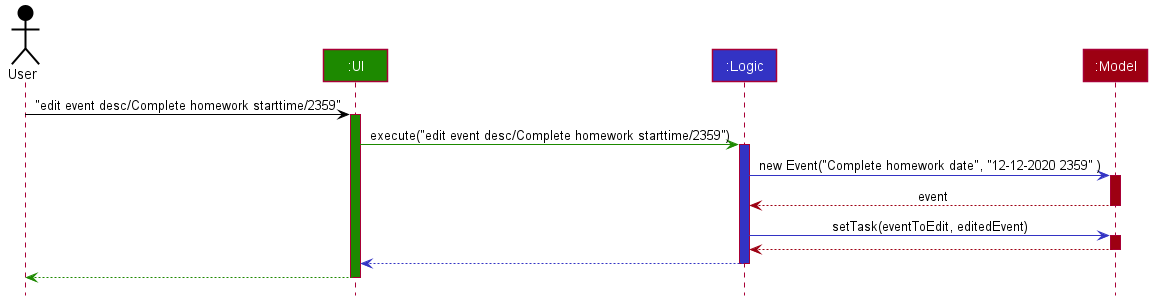 User
:UI
:Logic
:Model
"edit event desc/Complete homework starttime/2359"
execute("edit event desc/Complete homework starttime/2359")
new Event("Complete homework date", "12-12-2020 2359" )
event
setTask(eventToEdit, editedEvent)